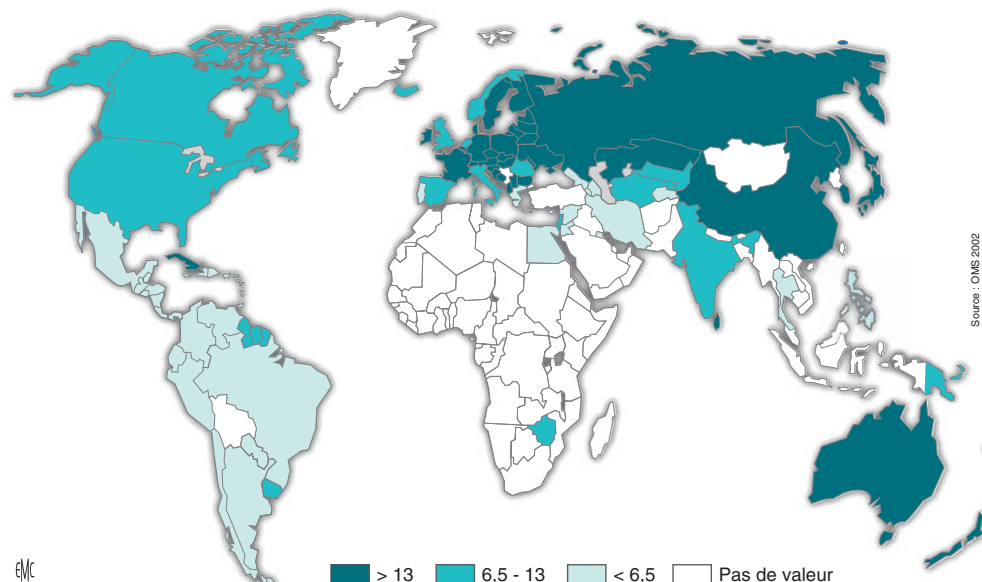 Source : OMS 2002
EMC
> 13
6.5 - 13
< 6.5
Pas de valeur